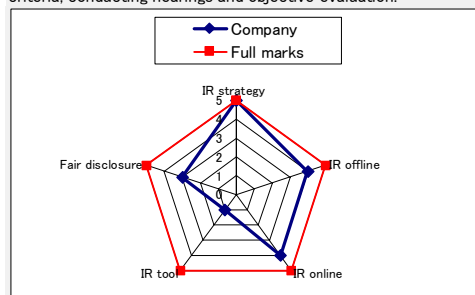 criteria, conducting hearings and objective evaluation.
Company
Full marks
IR strategy
5
4
3
2
1
0
Fair disclosure
IR offline
IR tool
IR online